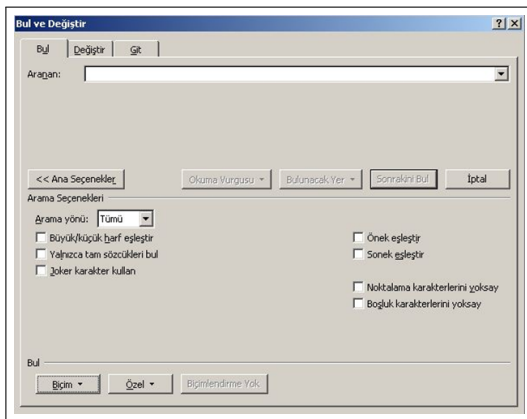 Bul ve Değiştir
Bul Değiştir Git
Aranan:
<< Ana Seçenekler Okuma Vurgusu Bulunacak Yer Sonrakini Bul İptal
Arama Seçenekleri
Arama yönü: Tümü
Büyük/küçük harf eşleştir Önek eşleştir
Yalnızca tam sözcükleri bul Sonek eşleştir
Joker karakter kullan
Noktalama karakterlerini yoksay
Boşluk karakterlerini yoksay
Bul
Biçim Özel Biçimlendirme Yok